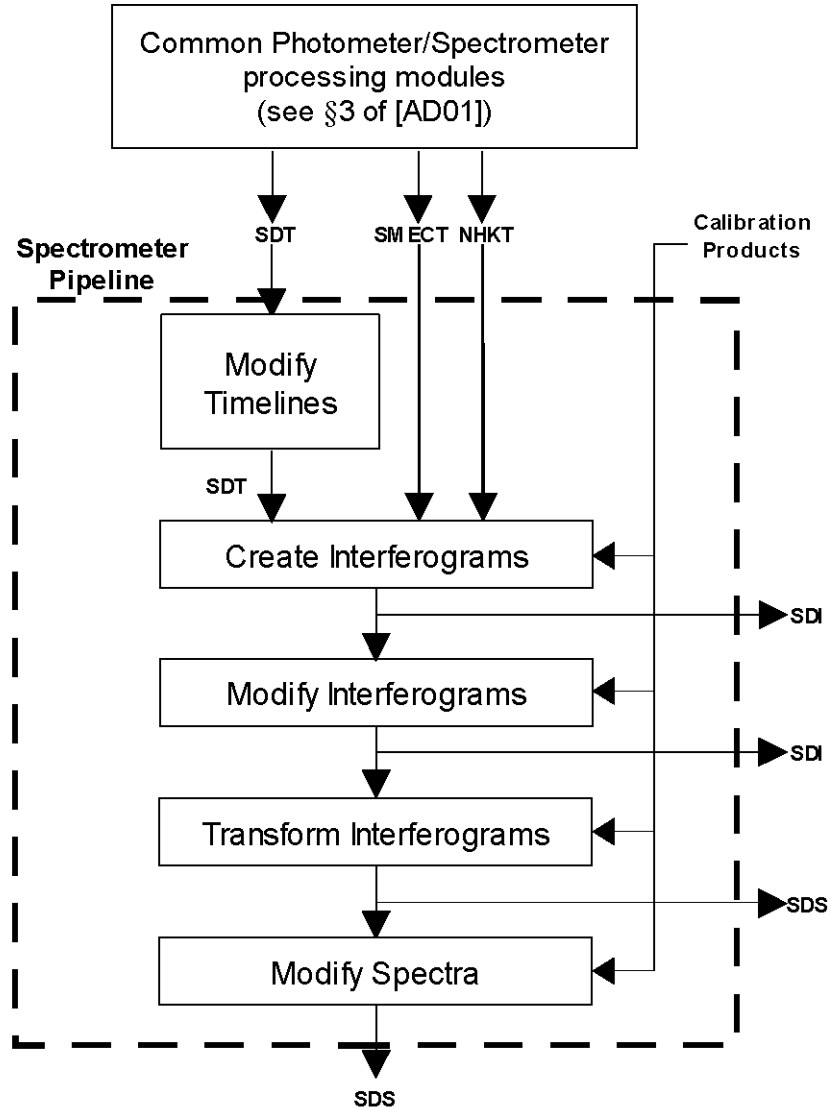 Common Photometer/Spectrometer
processing modules
(see §3 of [AD01])
SDT
SMECT
NHKT
Calibration
Products
Spectrometer
Pipeline
Modify
Timelines
SDT
Create Interferograms
SDI
Modify Interferograms
SDI
Transform Interferograms
SDS
Modify Spectra
SDS